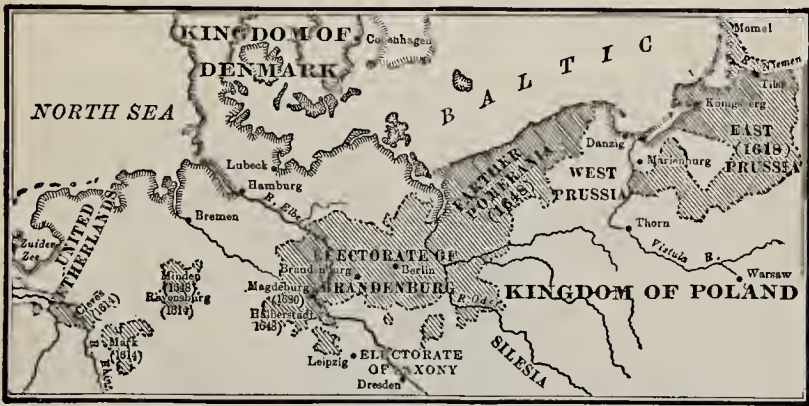 KINGDOM OF
DENMARK
Copenhagen
BALTIC
NORTH SEA
Memel
R. Niemen
Tilsit
Königsberg
EAST
(1618)
PRUSSIA
Danzig
Marienburg
WEST
PRUSSIA
FARTHER
POMERANIA
(1648)
Lubeck
Hamburg
R. Elbe
Bremen
UNITED
NETHERLANDS
Zuider
Zee
Thorn
Vistula R.
Warsaw
ELECTORATE OF
BRANDENBURG
Brandenburg
Berlin
Minden
(1648)
Ravensburg
(1614)
Magdeburg
(1680)
Halberstadt
(1648)
Cleves
(1614)
Mark
(1614)
R. Rhine
R. Oder
KINGDOM OF POLAND
SILESIA
Leipzig
ELECTORATE
OF SAXONY
Dresden